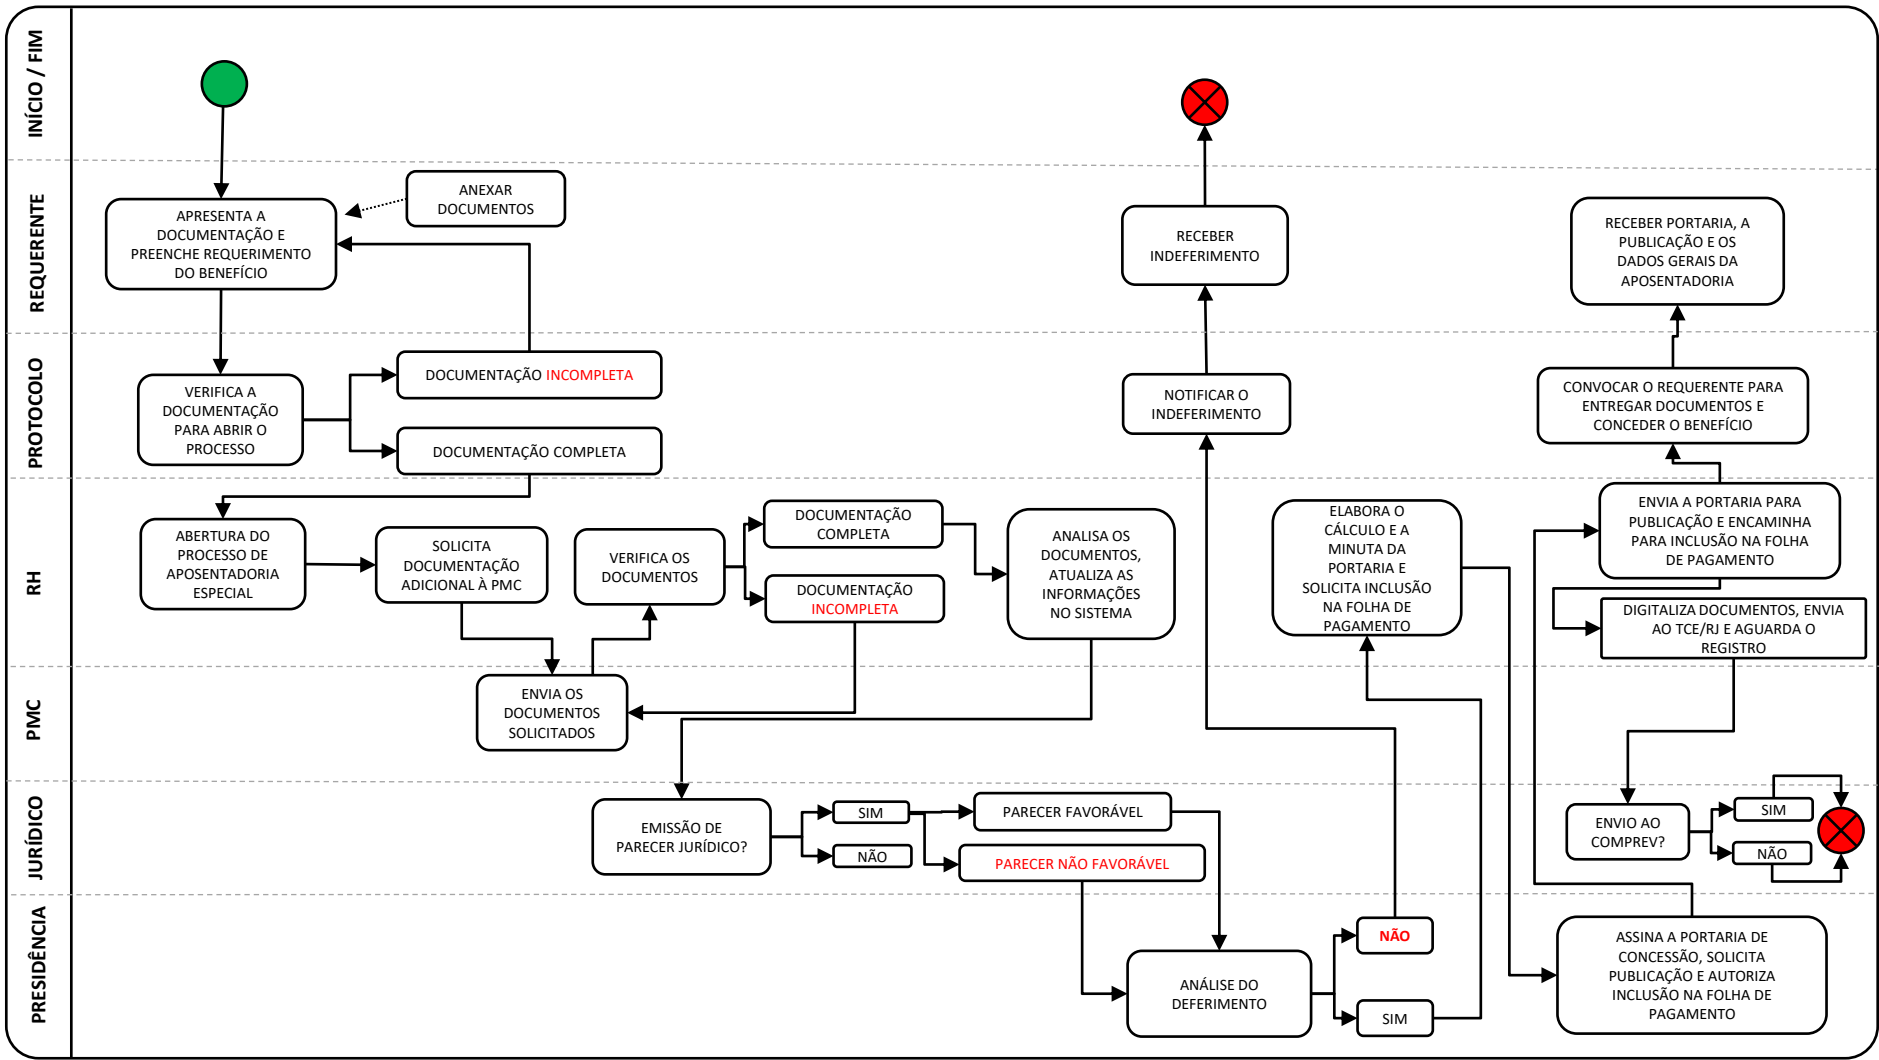 INÍCIO / FIM
REQUERENTE
ANEXAR
DOCUMENTOS
APRESENTA A
DOCUMENTAÇÃO E
PREENCHE REQUERIMENTO
DO BENEFÍCIO
RECEBER
INDEFERIMENTO
RECEBER PORTARIA, A
PUBLICAÇÃO E OS
DADOS GERAIS DA
APOSENTADORIA
PROTOCOLO
VERIFICA A
DOCUMENTAÇÃO
PARA ABRIR O
PROCESSO
DOCUMENTAÇÃO INCOMPLETA
DOCUMENTAÇÃO COMPLETA
NOTIFICAR O
INDEFERIMENTO
CONVOCAR O REQUERENTE PARA
ENTREGAR DOCUMENTOS E
CONCEDER O BENEFÍCIO
RH
ABERTURA DO
PROCESSO DE
APOSENTADORIA
ESPECIAL
SOLICITA
DOCUMENTAÇÃO
ADICIONAL À PMC
VERIFICA OS
DOCUMENTOS
DOCUMENTAÇÃO
COMPLETA
DOCUMENTAÇÃO
INCOMPLETA
ANALISA OS
DOCUMENTOS,
ATUALIZA AS
INFORMAÇÕES
NO SISTEMA
ELABORA O
CÁLCULO E A
MINUTA DA
PORTARIA E
SOLICITA INCLUSÃO
NA FOLHA DE
PAGAMENTO
ENVIA A PORTARIA PARA
PUBLICAÇÃO E ENCAMINHA
PARA INCLUSÃO NA FOLHA
DE PAGAMENTO
DIGITALIZA DOCUMENTOS, ENVIA
AO TCE/RJ E AGUARDA O
REGISTRO
PMC
ENVIA OS
DOCUMENTOS
SOLICITADOS
JURÍDICO
EMISSÃO DE
PARECER JURÍDICO?
SIM
NÃO
PARECER FAVORÁVEL
PARECER NÃO FAVORÁVEL
ENVIO AO
COMPREV?
SIM
NÃO
PRESIDÊNCIA
ANÁLISE DO
DEFERIMENTO
NÃO
SIM
ASSINA A PORTARIA DE
CONCESSÃO, SOLICITA
PUBLICAÇÃO E AUTORIZA
INCLUSÃO NA FOLHA DE
PAGAMENTO